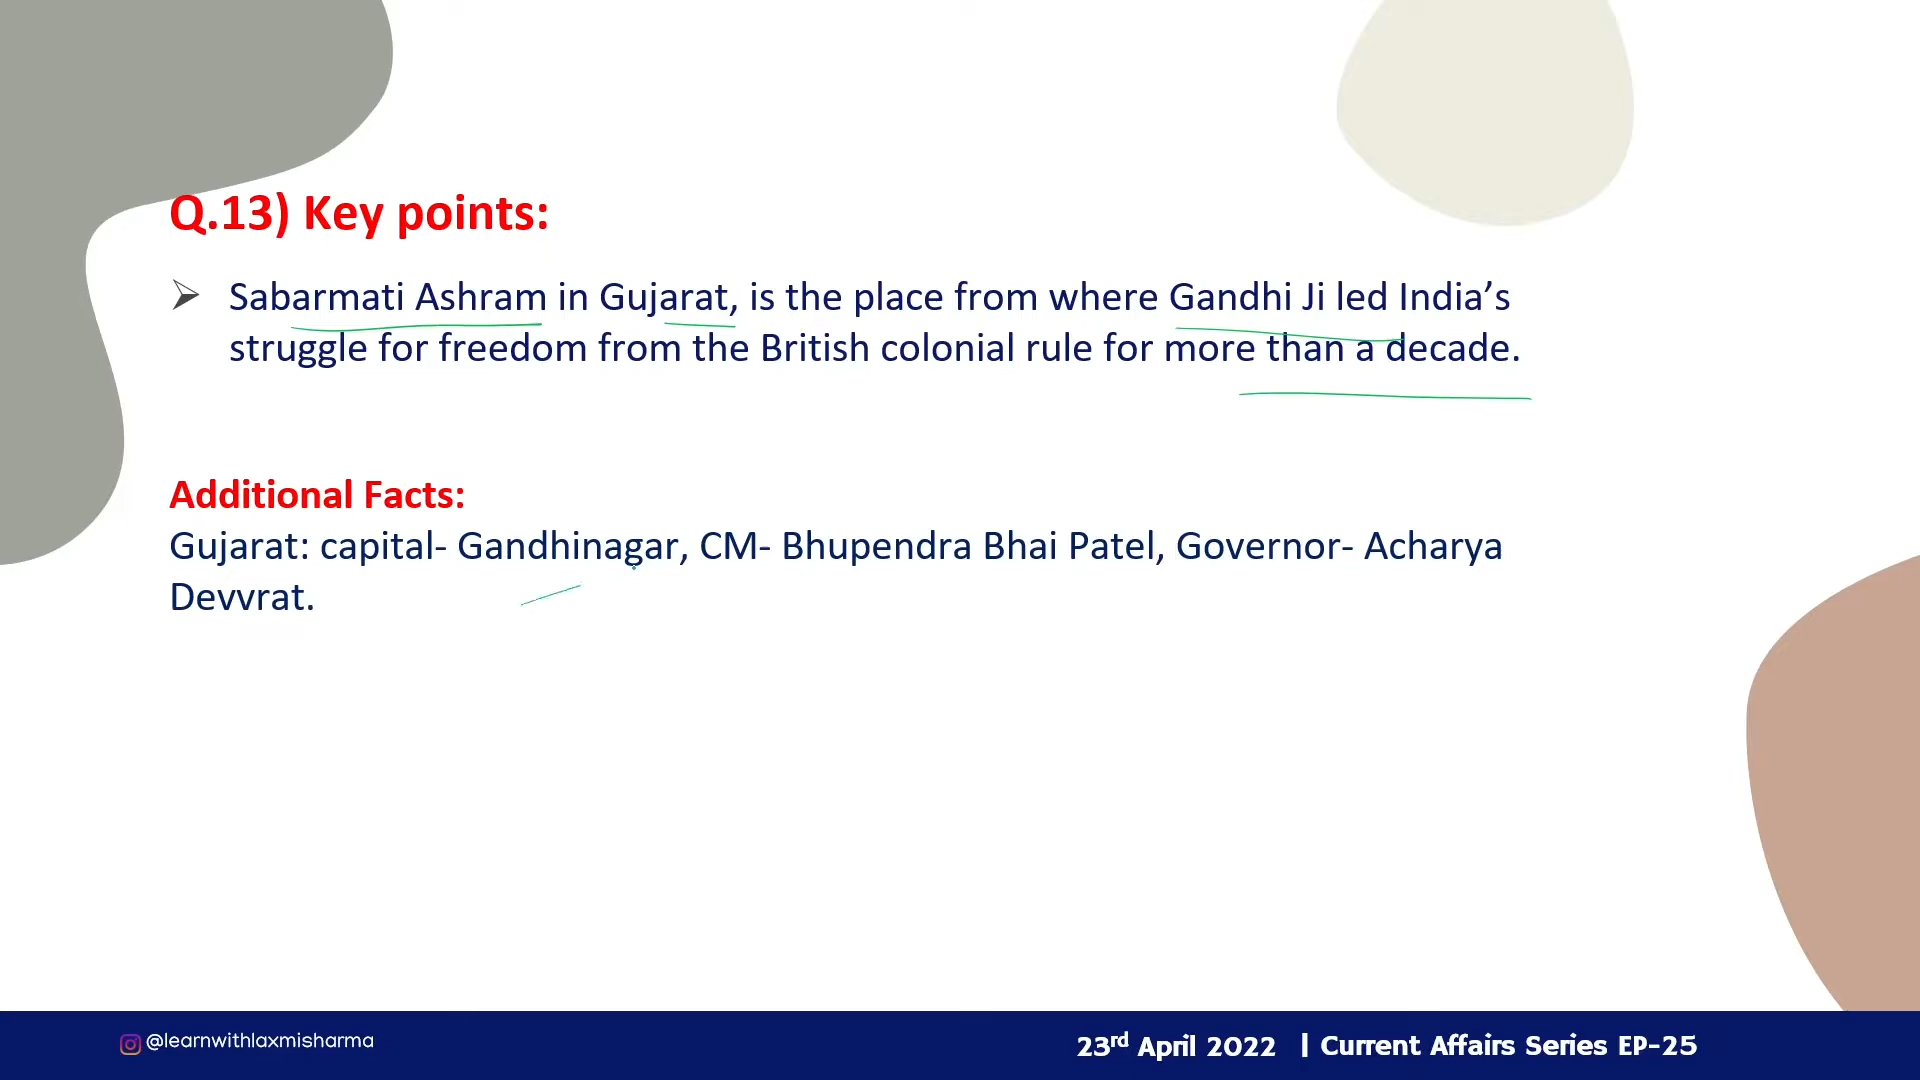 Q.13) Key points:
Sabarmati Ashram in Gujarat, is the place from where Gandhi Ji led India’s
struggle for freedom from the British colonial rule for more than a decade.
Additional Facts:
Gujarat: capital- Gandhinagar, CM- Bhupendra Bhai Patel, Governor- Acharya
Devvrat.
@learnwithlaxmisharma
23rd April 2022 | Current Affairs Series EP-25